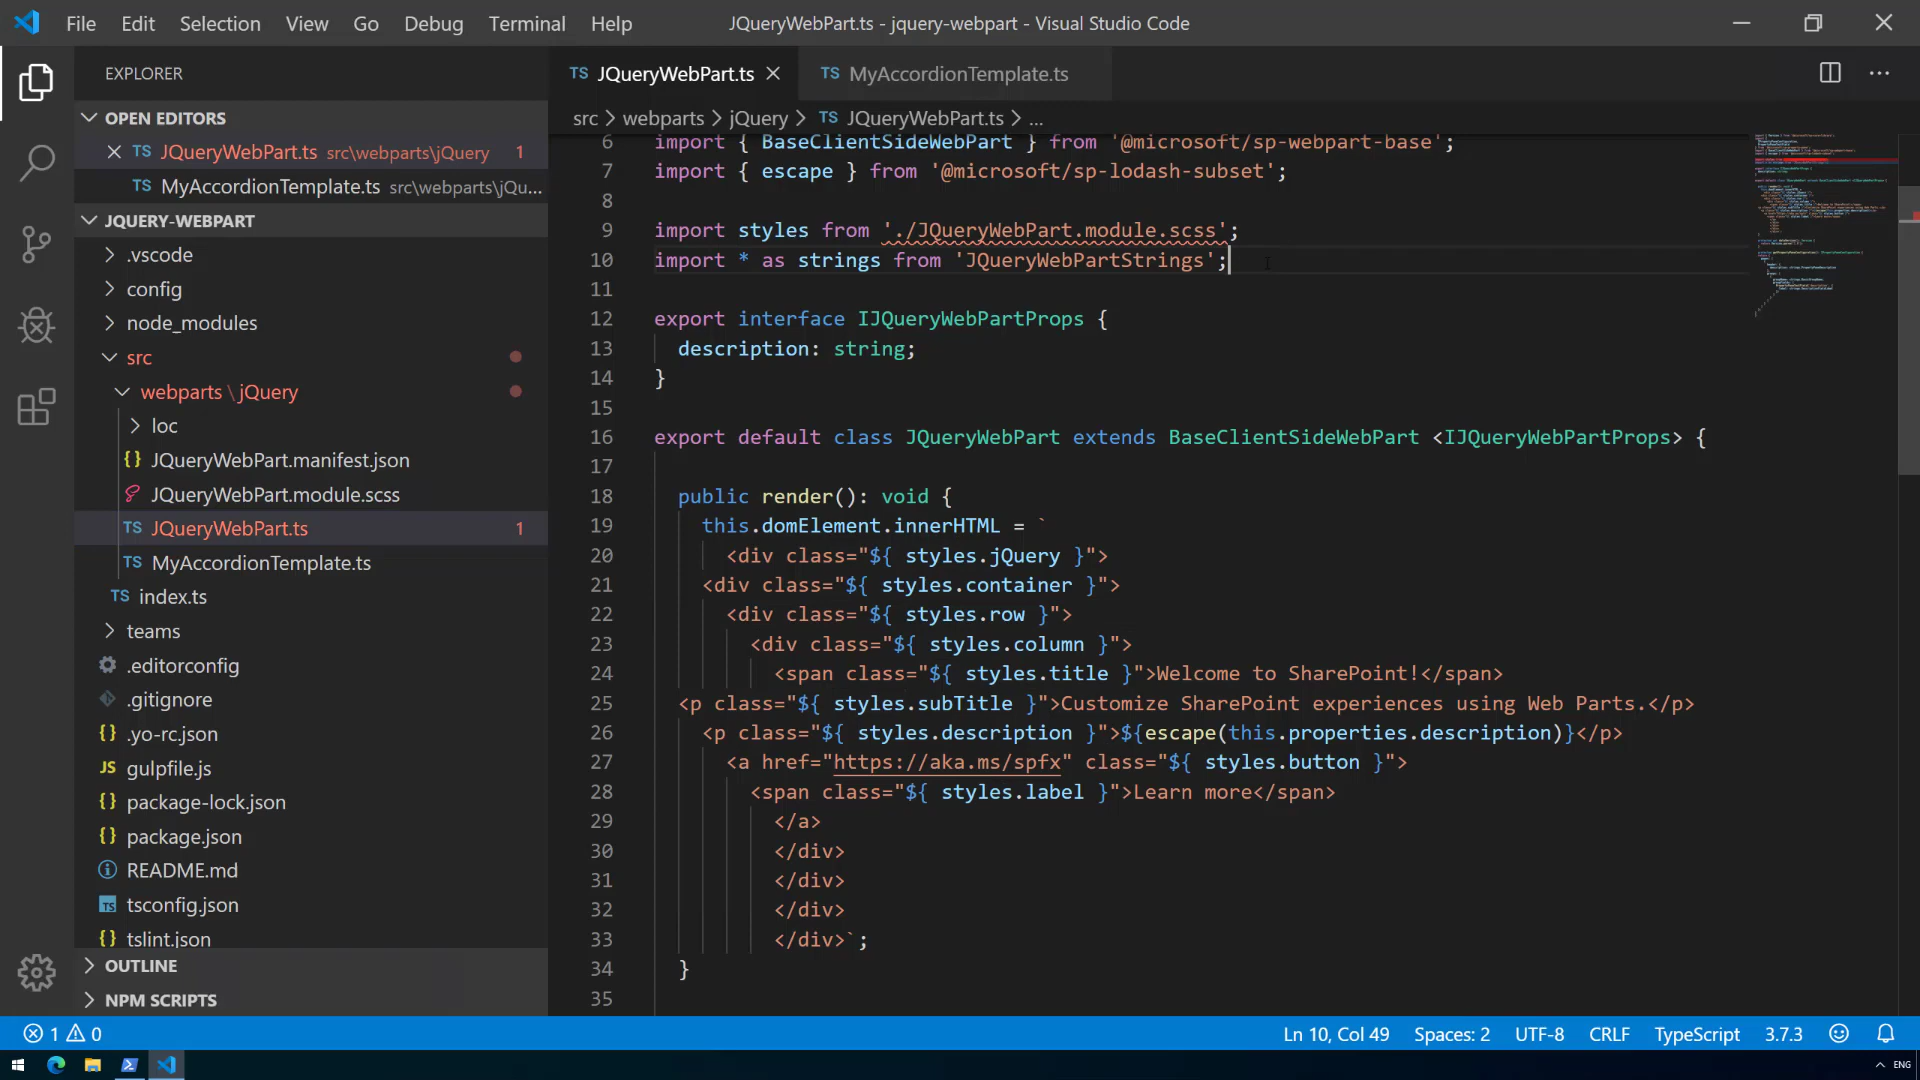 File Edit Selection View Go Debug Terminal Help
JQueryWebPart.ts - jquery-webpart - Visual Studio Code
EXPLORER
OPEN EDITORS
TS JQueryWebPart.ts src\webparts\jQuery 1
TS MyAccordionTemplate.ts src\webparts\jQu...
JQUERY-WEBPART
.vscode
config
node_modules
src
webparts \ jQuery
loc
{} JQueryWebPart.manifest.json
JQueryWebPart.module.scss
TS JQueryWebPart.ts 1
TS MyAccordionTemplate.ts
TS index.ts
teams
.editorconfig
.gitignore
{} .yo-rc.json
JS gulpfile.js
{} package-lock.json
{} package.json
README.md
TS tsconfig.json
{} tslint.json
OUTLINE
NPM SCRIPTS
TS JQueryWebPart.ts
TS MyAccordionTemplate.ts
src > webparts > jQuery > TS JQueryWebPart.ts > ...
6 import { BaseClientSideWebPart } from '@microsoft/sp-webpart-base';
7 import { escape } from '@microsoft/sp-lodash-subset';
8
9 import styles from './JQueryWebPart.module.scss';
10 import * as strings from 'JQueryWebPartStrings';
11
12 export interface IJQueryWebPartProps {
13 description: string;
14 }
15
16 export default class JQueryWebPart extends BaseClientSideWebPart <IJQueryWebPartProps> {
17
18 public render(): void {
19 this.domElement.innerHTML = `
20 <div class="${ styles.jQuery }">
21 <div class="${ styles.container }">
22 <div class="${ styles.row }">
23 <div class="${ styles.column }">
24 <span class="${ styles.title }">Welcome to SharePoint!</span>
25 <p class="${ styles.subTitle }">Customize SharePoint experiences using Web Parts.</p>
26 <p class="${ styles.description }">${escape(this.properties.description)}</p>
27 <a href="https://aka.ms/spfx" class="${ styles.button }">
28 <span class="${ styles.label }">Learn more</span>
29 </a>
30 </div>
31 </div>
32 </div>
33 </div>`;
34 }
35
1 0
Ln 10, Col 49 Spaces: 2 UTF-8 CRLF TypeScript 3.7.3
ENG